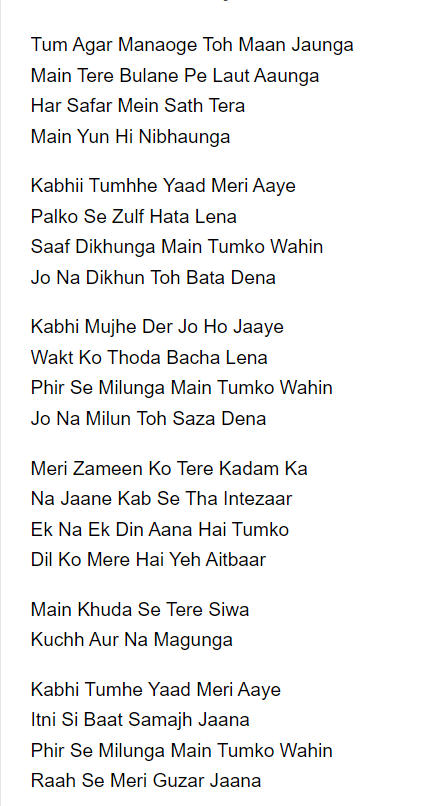 Tum Agar Manaoge Toh Maan Jaunga
Main Tere Bulane Pe Laut Aaunga
Har Safar Mein Sath Tera
Main Yun Hi Nibhaunga
Kabhii Tumhhe Yaad Meri Aaye
Palko Se Zulf Hata Lena
Saaf Dikhunga Main Tumko Wahin
Jo Na Dikhun Toh Bata Dena
Kabhi Mujhe Der Jo Ho Jaaye
Wakt Ko Thoda Bacha Lena
Phir Se Milunga Main Tumko Wahin
Jo Na Milun Toh Saza Dena
Meri Zameen Ko Tere Kadam Ka
Na Jaane Kab Se Tha Intezaar
Ek Na Ek Din Aana Hai Tumko
Dil Ko Mere Hai Yeh Aitbaar
Main Khuda Se Tere Siwa
Kuchh Aur Na Magunga
Kabhi Tumhe Yaad Meri Aaye
Itni Si Baat Samajh Jaana
Phir Se Milunga Main Tumko Wahin
Raah Se Meri Guzar Jaana